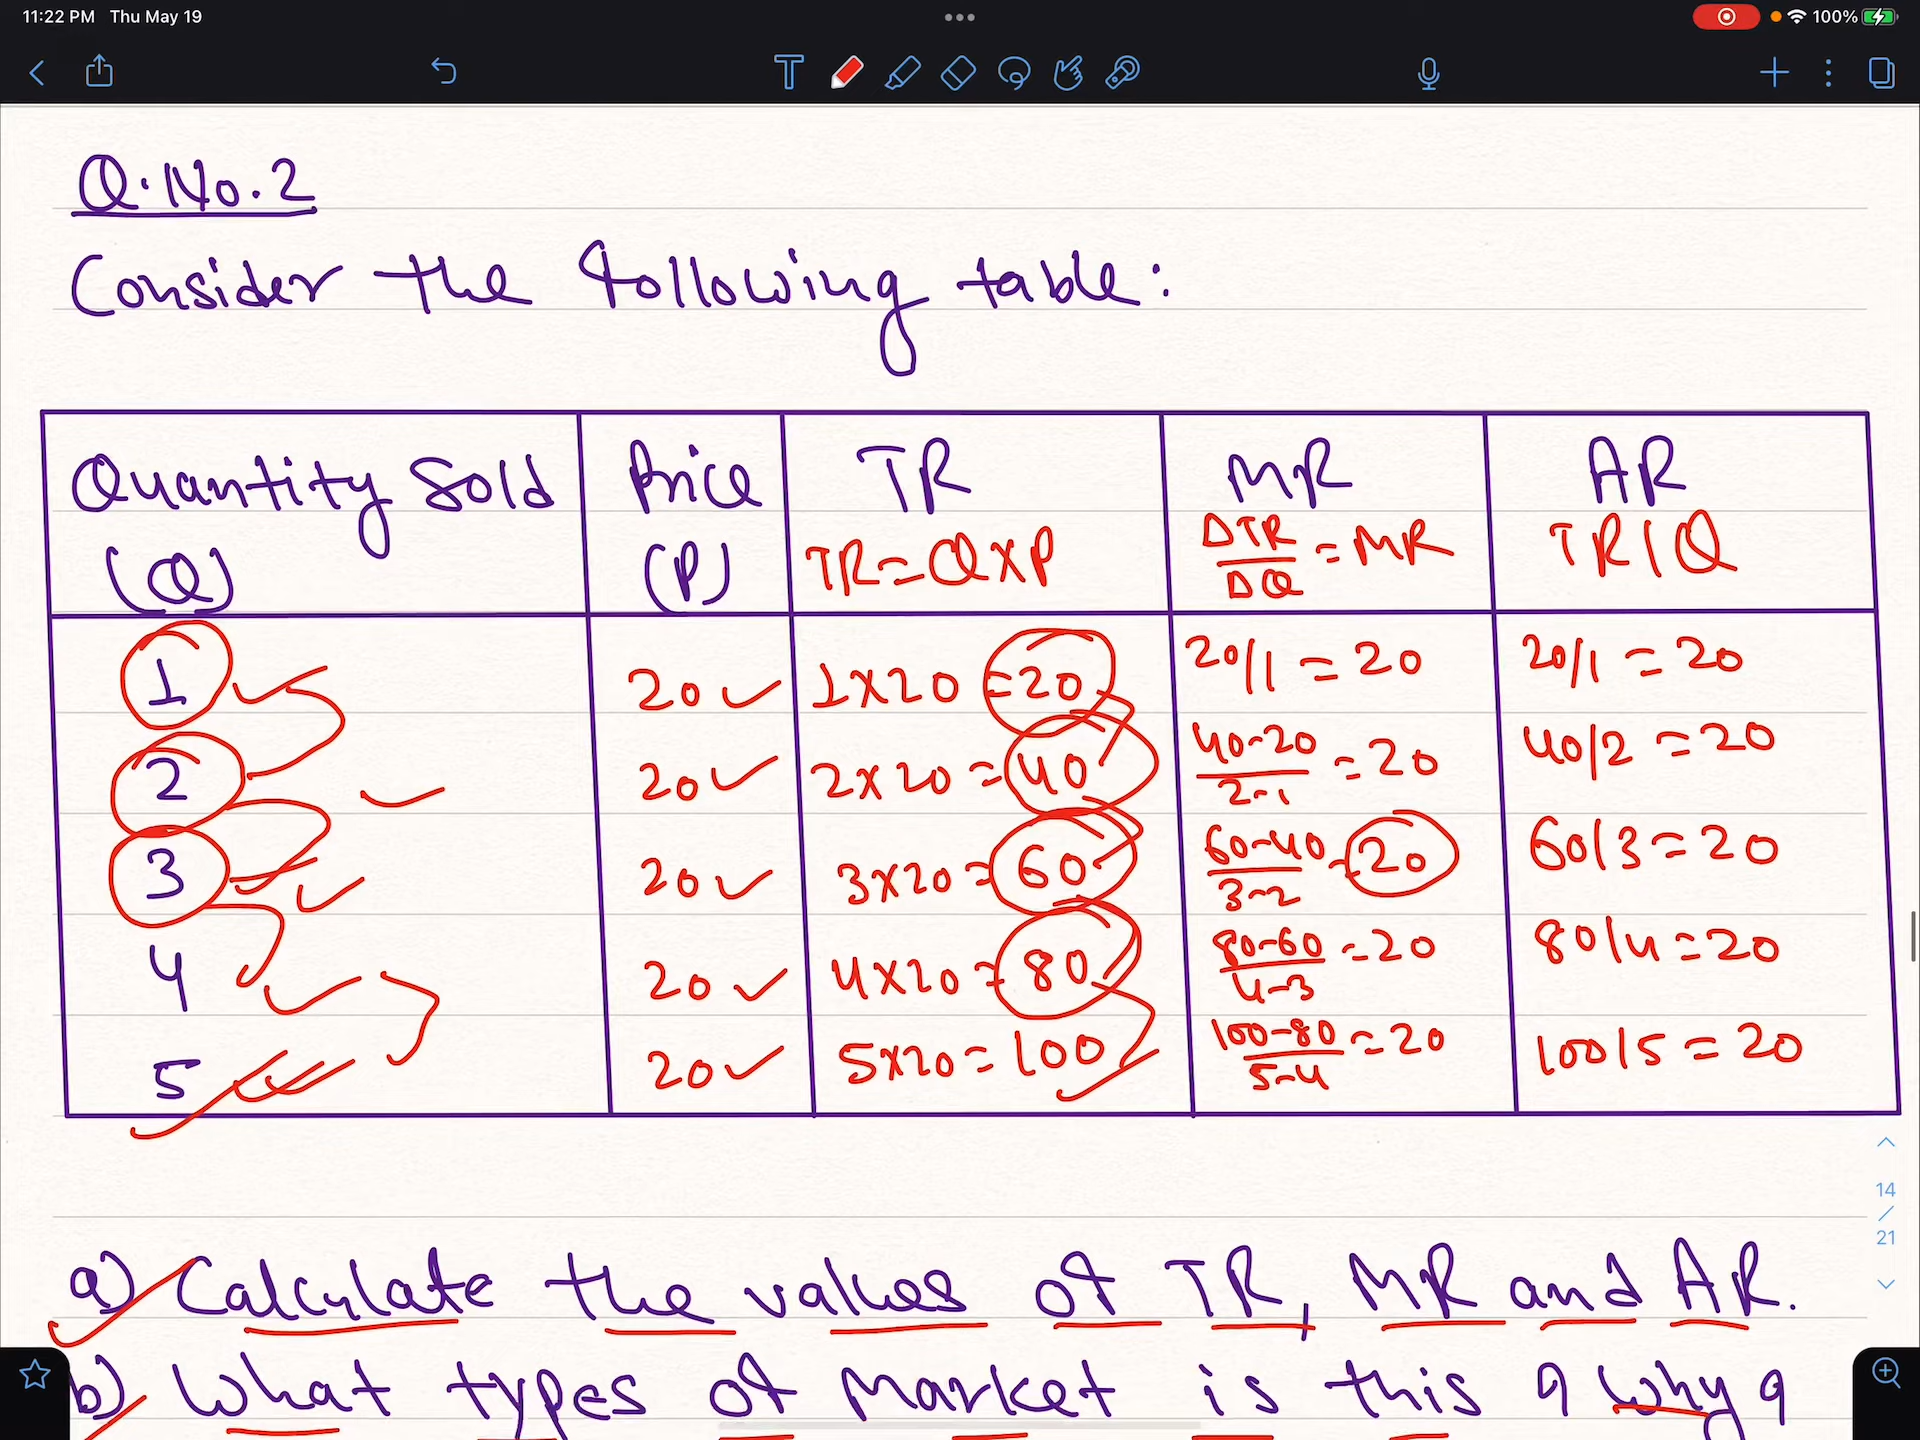 11:22 PM Thu May 19
100%
Q.No.2
Consider the following table:
Quantity Sold (Q) | Price (P) | TR TR=Q×P | MR ΔTR/ΔQ = MR | AR TR/Q
1 | 20 | 1×20 =20 | 20/1 = 20 | 20/1 = 20
2 | 20 | 2×20 =40 | 40-20/2-1 =20 | 40/2 =20
3 | 20 | 3×20 =60 | 60-40/3-2 =20 | 60/3=20
4 | 20 | 4×20=80 | 80-60/4-3 =20 | 80/4=20
5 | 20 | 5×20=100 | 100-80/5-4 =20 | 100/5=20
14
/
21
a) Calculate the values of TR, MR and AR.
b) What types of market is this ? Why ?